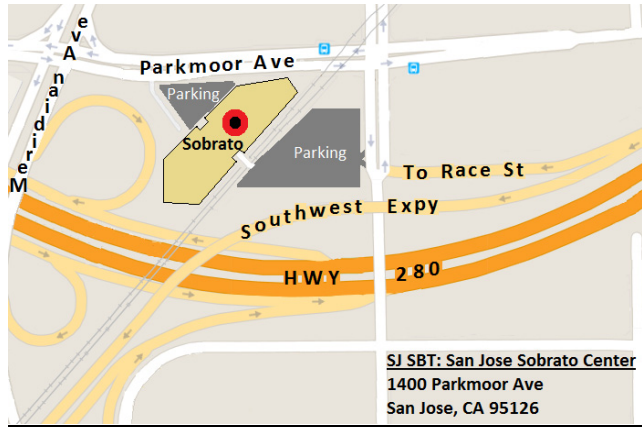 Meridian Ave
Parkmoor Ave
Parking
Sobrato
Parking
To Race St
Southwest Expy
HWY 280
SJ SBT: San Jose Sobrato Center
1400 Parkmoor Ave
San Jose, CA 95126